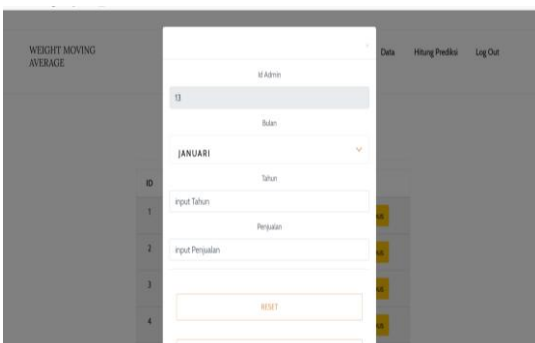 WEIGHT MOVING
AVERAGE
Data
Hitung Prediksi
Log Out
×
Id Admin
13
Bulan
JANUARI
Tahun
input Tahun
Penjualan
input Penjualan
RESET
ID
1
2
3
4